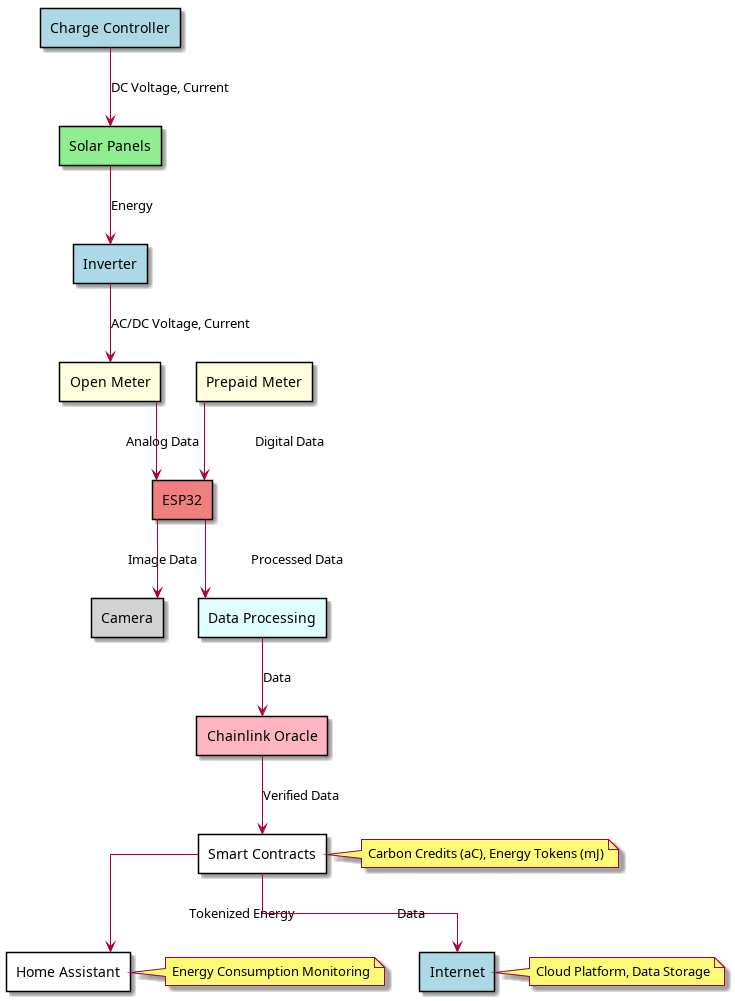 Charge Controller
DC Voltage, Current
Solar Panels
Energy
Inverter
AC/DC Voltage, Current
Open Meter
Prepaid Meter
Analog Data
Digital Data
ESP32
Image Data
Processed Data
Camera
Data Processing
Data
Chainlink Oracle
Verified Data
Smart Contracts
Carbon Credits (aC), Energy Tokens (mJ)
Tokenized Energy
Data
Home Assistant
Energy Consumption Monitoring
Internet
Cloud Platform, Data Storage